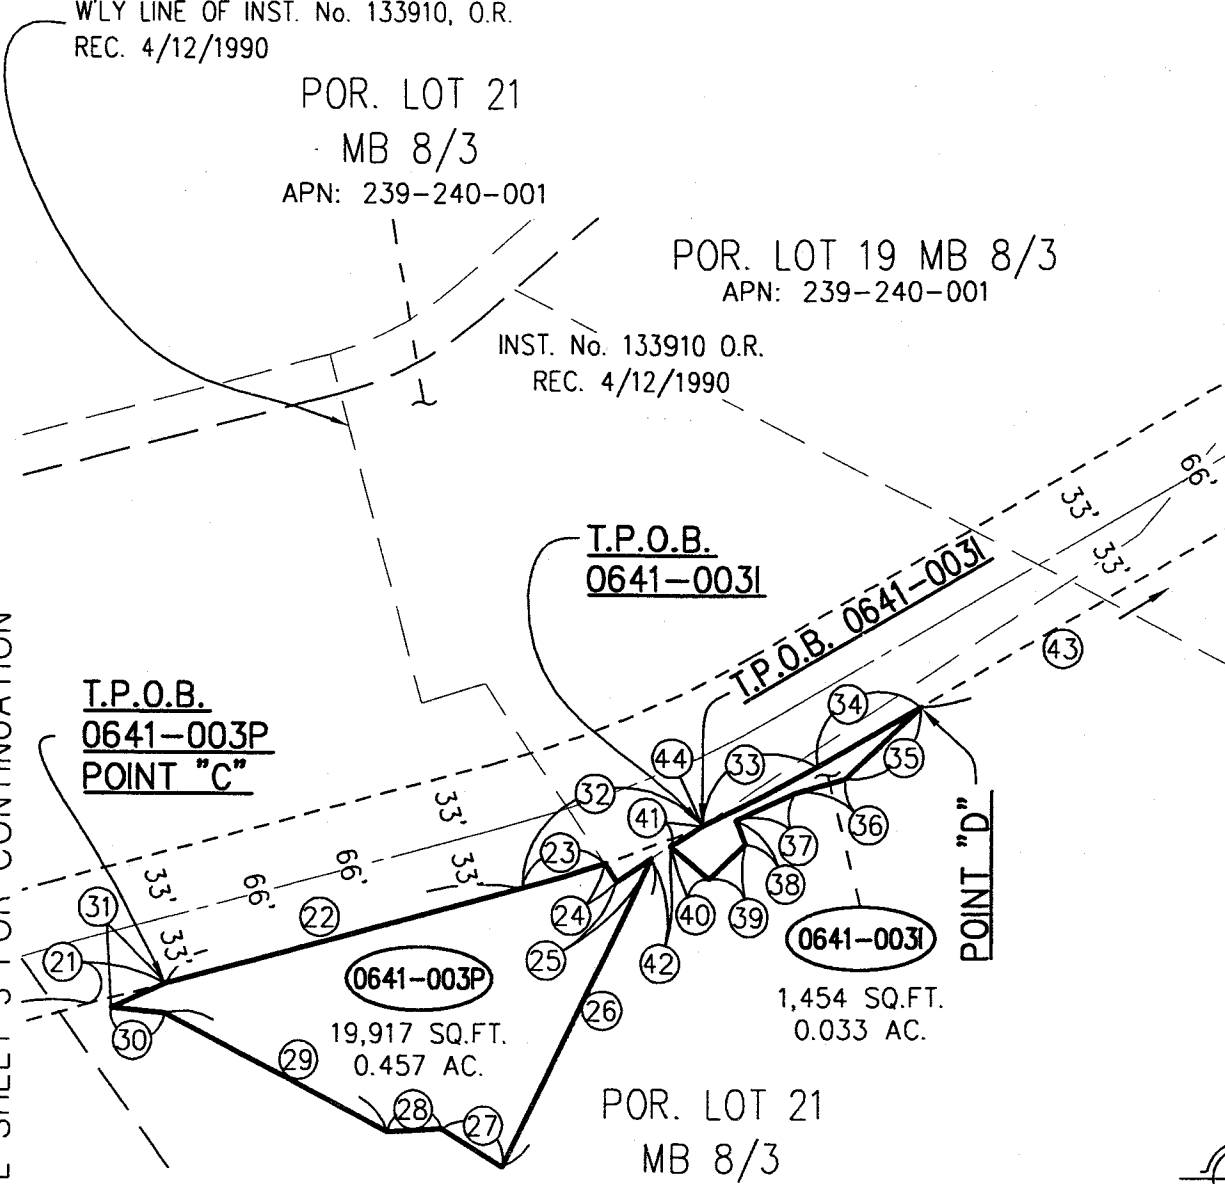 W'LY LINE OF INST. No. 133910, O.R.
REC. 4/12/1990
POR. LOT 21
MB 8/3
APN: 239-240-001
POR. LOT 19 MB 8/3
APN: 239-240-001
INST. No. 133910 O.R.
REC. 4/12/1990
66'
33'
33'
T.P.O.B.
0641-003I
T.P.O.B. 0641-003I
43
T.P.O.B.
0641-003P
POINT "C"
34
44
33
35
32
33'
41
36
23
37
33'
66'
33'
38
31
22
24
40
39
POINT "D"
33'
21
25
42
0641-003I
0641-003P
1,454 SQ.FT.
0.033 AC.
26
30
19,917 SQ.FT.
0.457 AC.
29
28
27
POR. LOT 21
MB 8/3
SHEET 3 FOR CONTINUATION